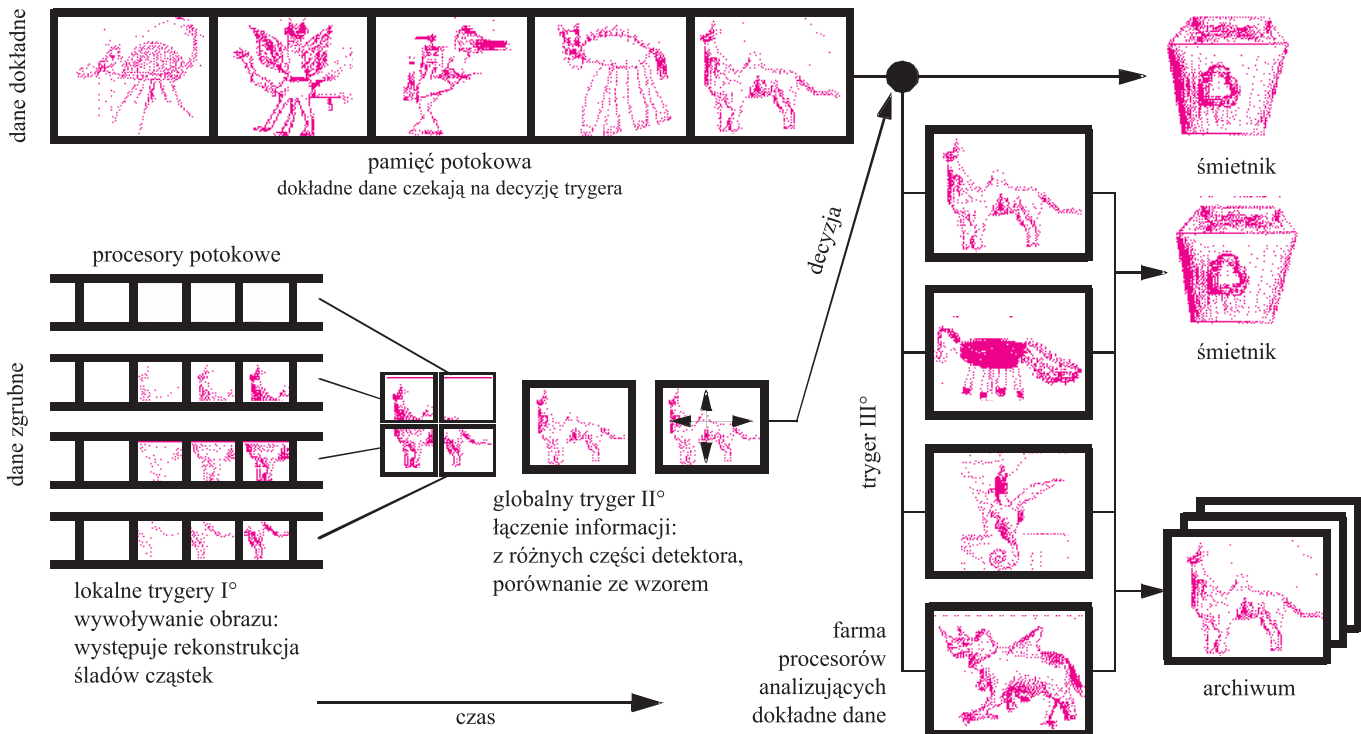 dane dokładne
pamięć potokowa
dokładne dane czekają na decyzję trygera
śmietnik
śmietnik
decyzja
procesory potokowe
dane zgrubne
globalny tryger II°
łączenie informacji:
z różnych części detektora,
porównanie ze wzorem
lokalne trygery I°
wywoływanie obrazu:
występuje rekonstrukcja
śladów cząstek
tryger III°
farma
procesorów
analizujących
dokładne dane
archiwum
czas